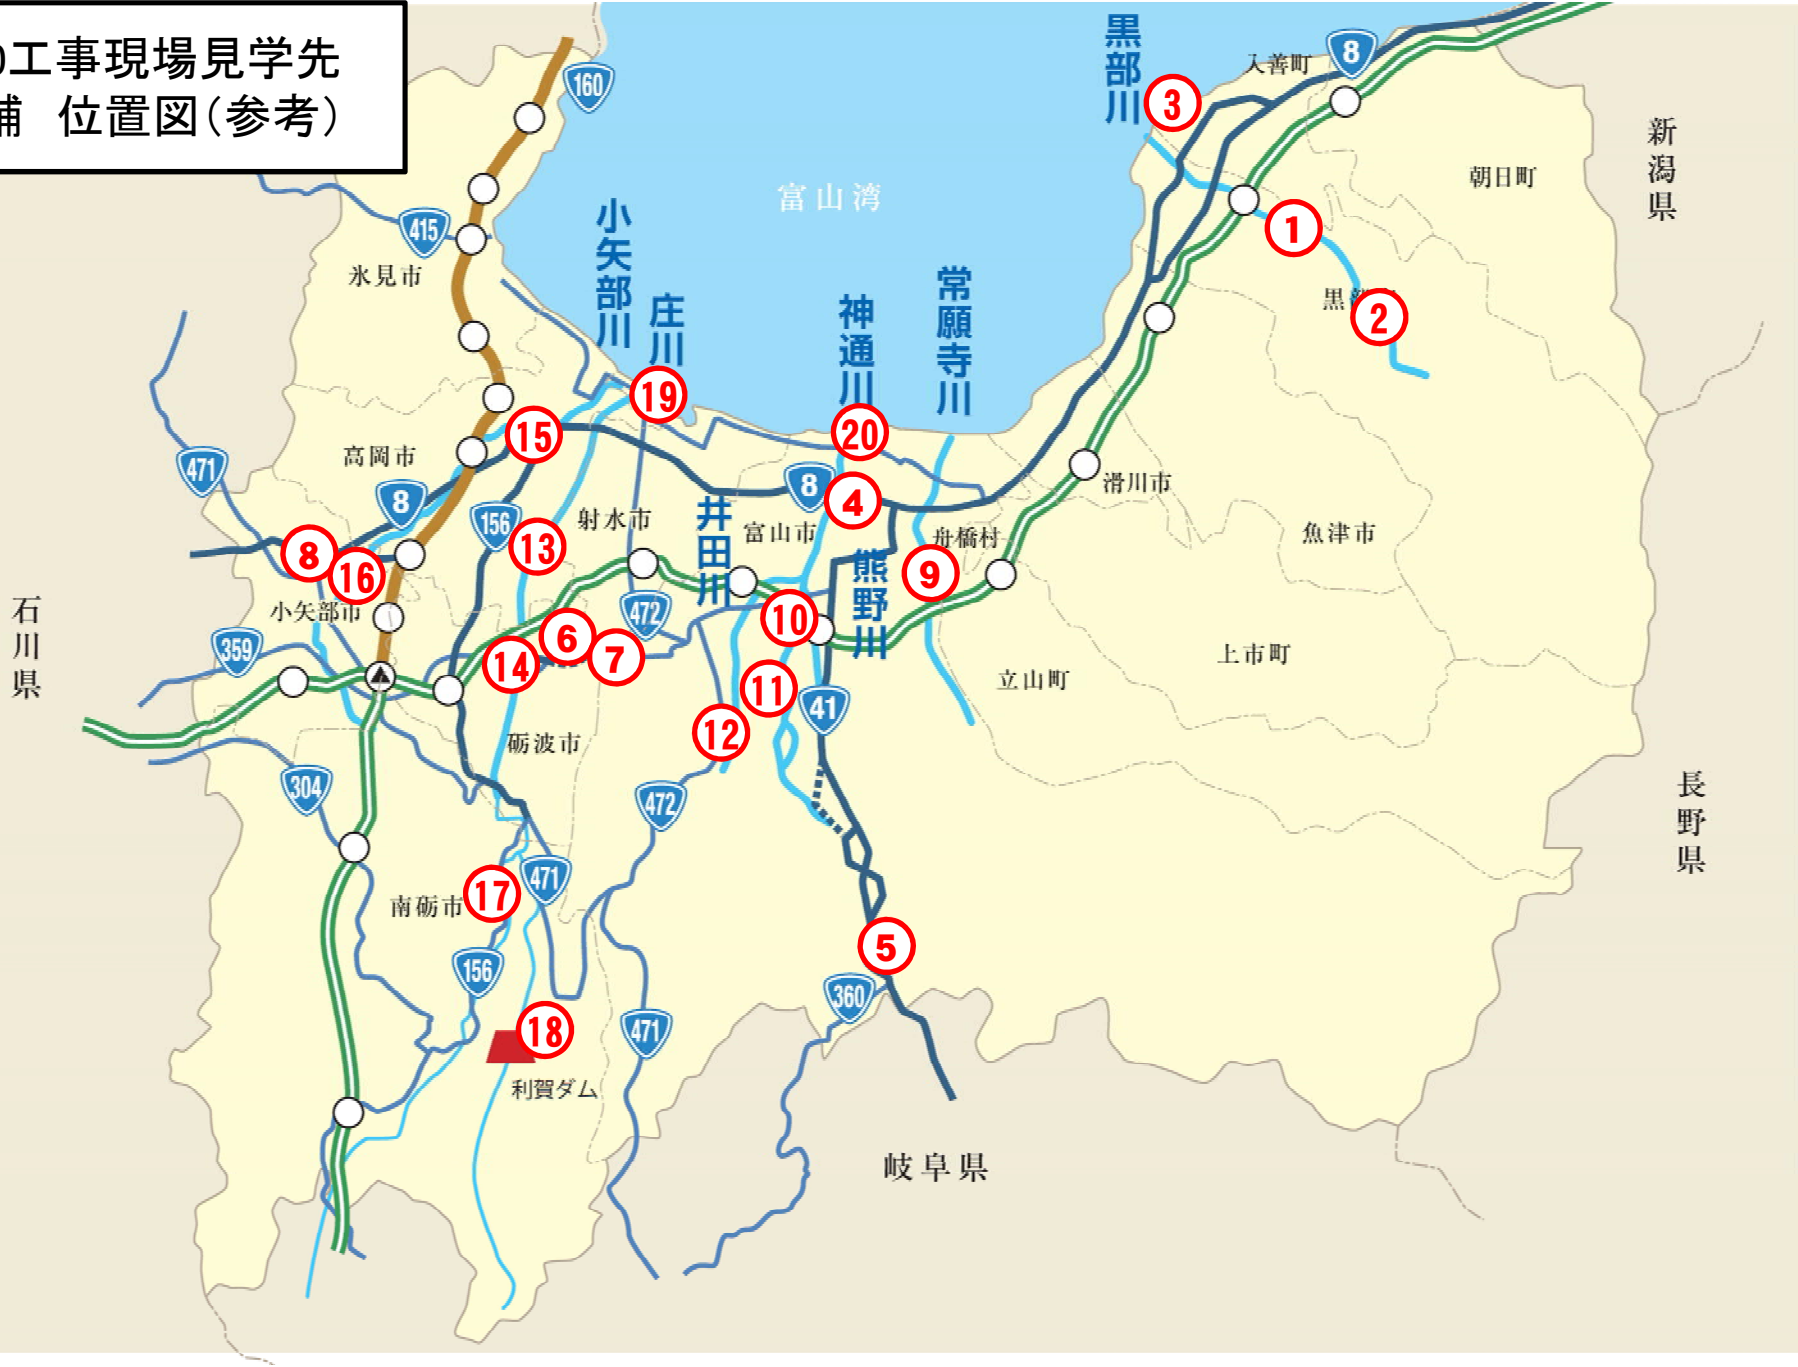 工事現場見学先
位置図(参考)
160
黒部川
入善町
8
3
新潟県
朝日町
富山湾
小矢部川
415
1
氷見市
常願寺川
庄川
神通川
2
19
15
20
高岡市
471
滑川市
8
8
4
井田川
156
射水市
富山市
魚津市
舟橋村
8
13
熊野川
16
9
石川県
小矢部市
472
10
6
359
7
14
上市町
立山町
11
41
12
砺波市
長野県
304
472
471
17
南砺市
5
156
360
18
471
利賀ダム
岐阜県